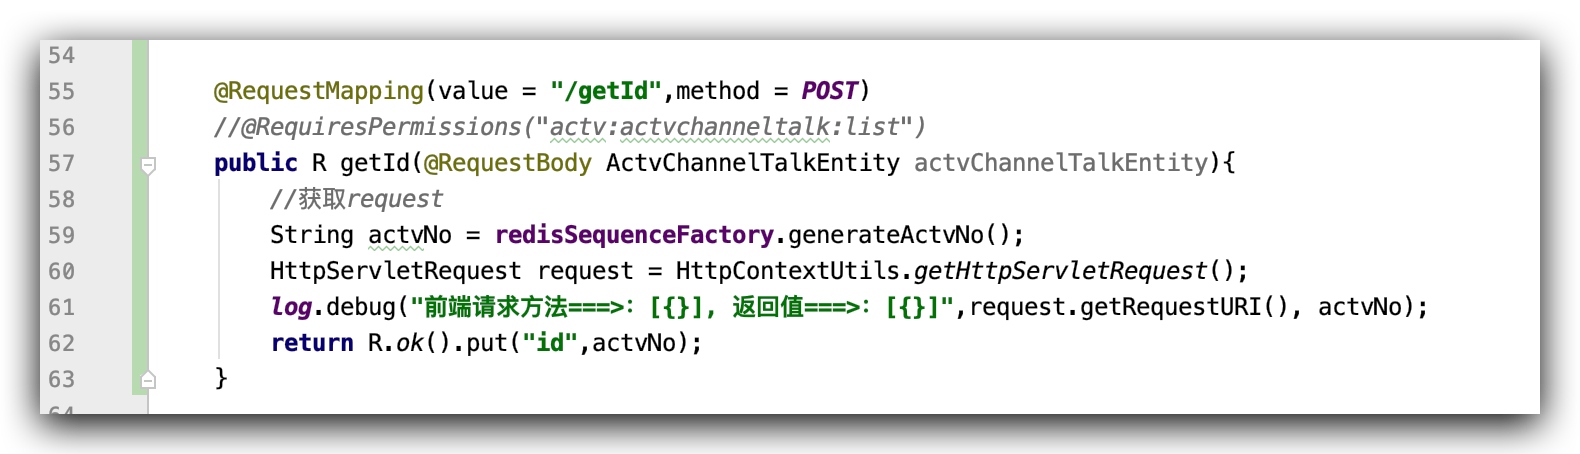 54
55 @RequestMapping(value = "/getId",method = POST)
56 //@RequiresPermissions("actv:actvchanneltalk:list")
57 public R getId(@RequestBody ActvChannelTalkEntity actvChannelTalkEntity){
58 //获取request
59 String actvNo = redisSequenceFactory.generateActvNo();
60 HttpServletRequest request = HttpContextUtils.getHttpServletRequest();
61 log.debug("前端请求方法===>：[{}], 返回值===>：[{}]",request.getRequestURI(), actvNo);
62 return R.ok().put("id",actvNo);
63 }
64